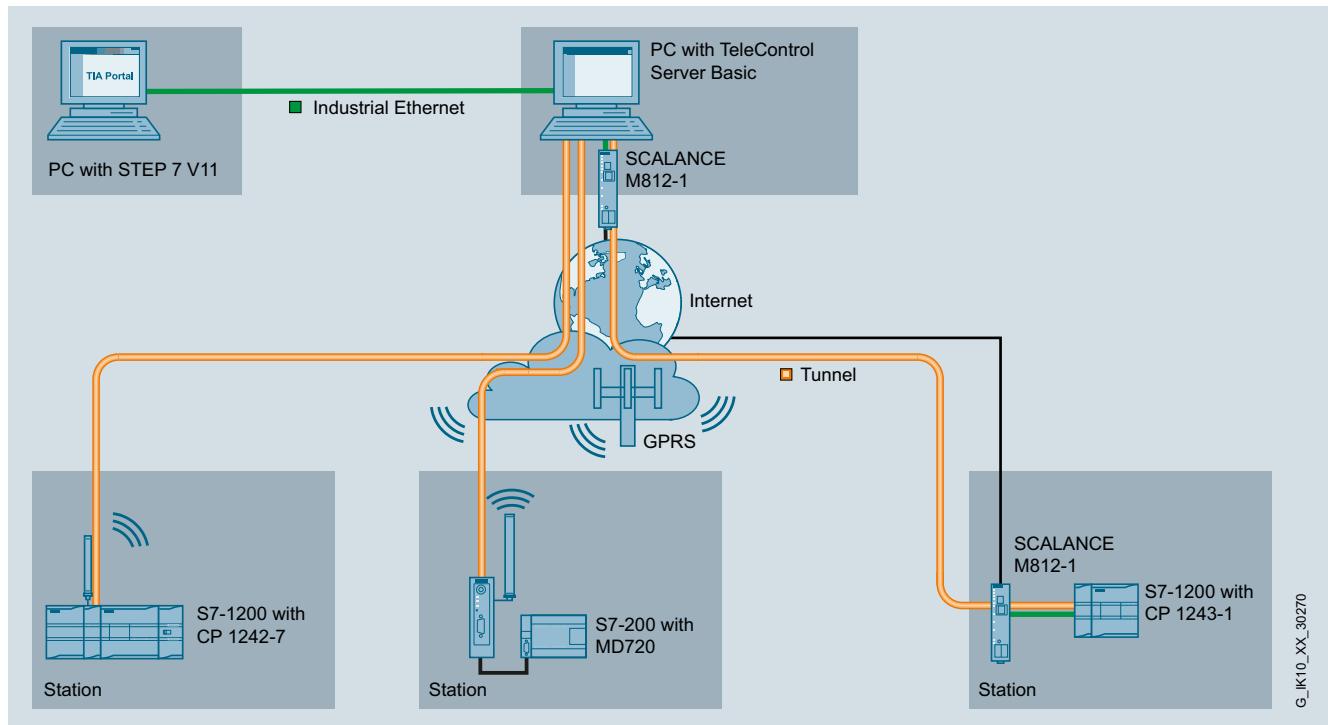 TIA Portal
PC with STEP 7 V11
Industrial Ethernet
PC with TeleControl
Server Basic
SCALANCE
M812-1
Internet
Tunnel
GPRS
S7-1200 with
CP 1242-7
Station
S7-200 with
MD720
Station
SCALANCE
M812-1
S7-1200 with
CP 1243-1
Station
G_IK10_XX_30270